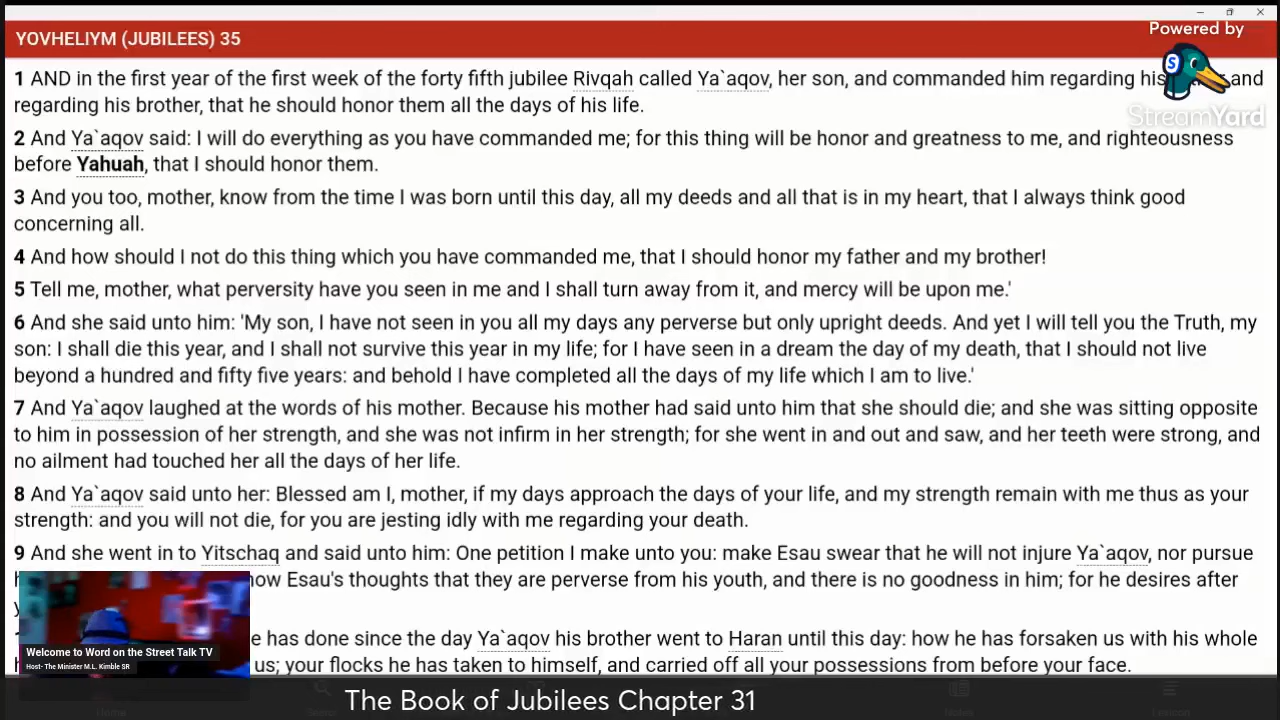 YOVHELIYM (JUBILEES) 35
Powered by
StreamYard
1 AND in the first year of the first week of the forty fifth jubilee Rivqah called Ya`aqov, her son, and commanded him regarding his and
regarding his brother, that he should honor them all the days of his life.
2 And Ya`aqov said: I will do everything as you have commanded me; for this thing will be honor and greatness to me, and righteousness
before Yahuah, that I should honor them.
3 And you too, mother, know from the time I was born until this day, all my deeds and all that is in my heart, that I always think good
concerning all.
4 And how should I not do this thing which you have commanded me, that I should honor my father and my brother!
5 Tell me, mother, what perversity have you seen in me and I shall turn away from it, and mercy will be upon me.'
6 And she said unto him: 'My son, I have not seen in you all my days any perverse but only upright deeds. And yet I will tell you the Truth, my
son: I shall die this year, and I shall not survive this year in my life; for I have seen in a dream the day of my death, that I should not live
beyond a hundred and fifty five years: and behold I have completed all the days of my life which I am to live.'
7 And Ya`aqov laughed at the words of his mother. Because his mother had said unto him that she should die; and she was sitting opposite
to him in possession of her strength, and she was not infirm in her strength; for she went in and out and saw, and her teeth were strong, and
no ailment had touched her all the days of her life.
8 And Ya`aqov said unto her: Blessed am I, mother, if my days approach the days of your life, and my strength remain with me thus as your
strength: and you will not die, for you are jesting idly with me regarding your death.
9 And she went in to Yitschaq and said unto him: One petition I make unto you: make Esau swear that he will not injure Ya`aqov, nor pursue
Esau's thoughts that they are perverse from his youth, and there is no goodness in him; for he desires after
has done since the day Ya`aqov his brother went to Haran until this day: how he has forsaken us with his whole
us; your flocks he has taken to himself, and carried off all your possessions from before your face.
Welcome to Word on the Street Talk TV
Host- The Minister M.L. Kimble SR
The Book of Jubilees Chapter 31